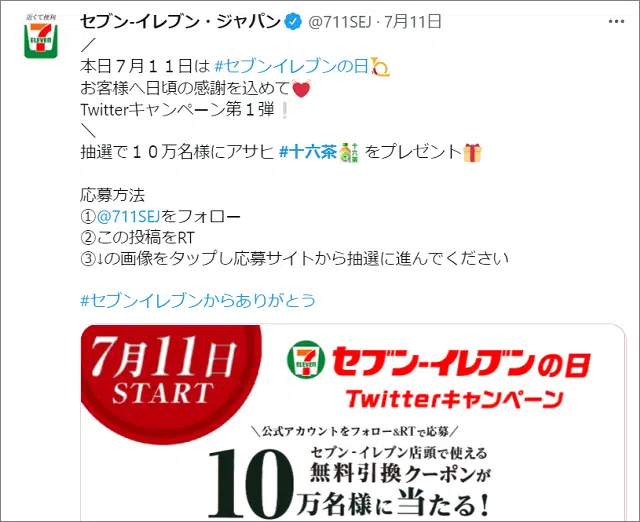 近くて便利
7
ELEVEN
セブン‐イレブン・ジャパン @711SEJ · 7月11日
／
本日７月１１日は #セブンイレブンの日
お客様へ日頃の感謝を込めて💓
Twitterキャンペーン第１弾❕
＼
抽選で１０万名様にアサヒ #十六茶 十六茶 をプレゼント🎁
応募方法
①@711SEJをフォロー
②この投稿をRT
③↓の画像をタップし応募サイトから抽選に進んでください
#セブンイレブンからありがとう
7月11日
START
7
ELEVEN
セブン-イレブンの日
Twitterキャンペーン
＼公式アカウントをフォロー&RTで応募／
10
セブン-イレブン店頭で使える
無料引換クーポンが
万名様に当たる!